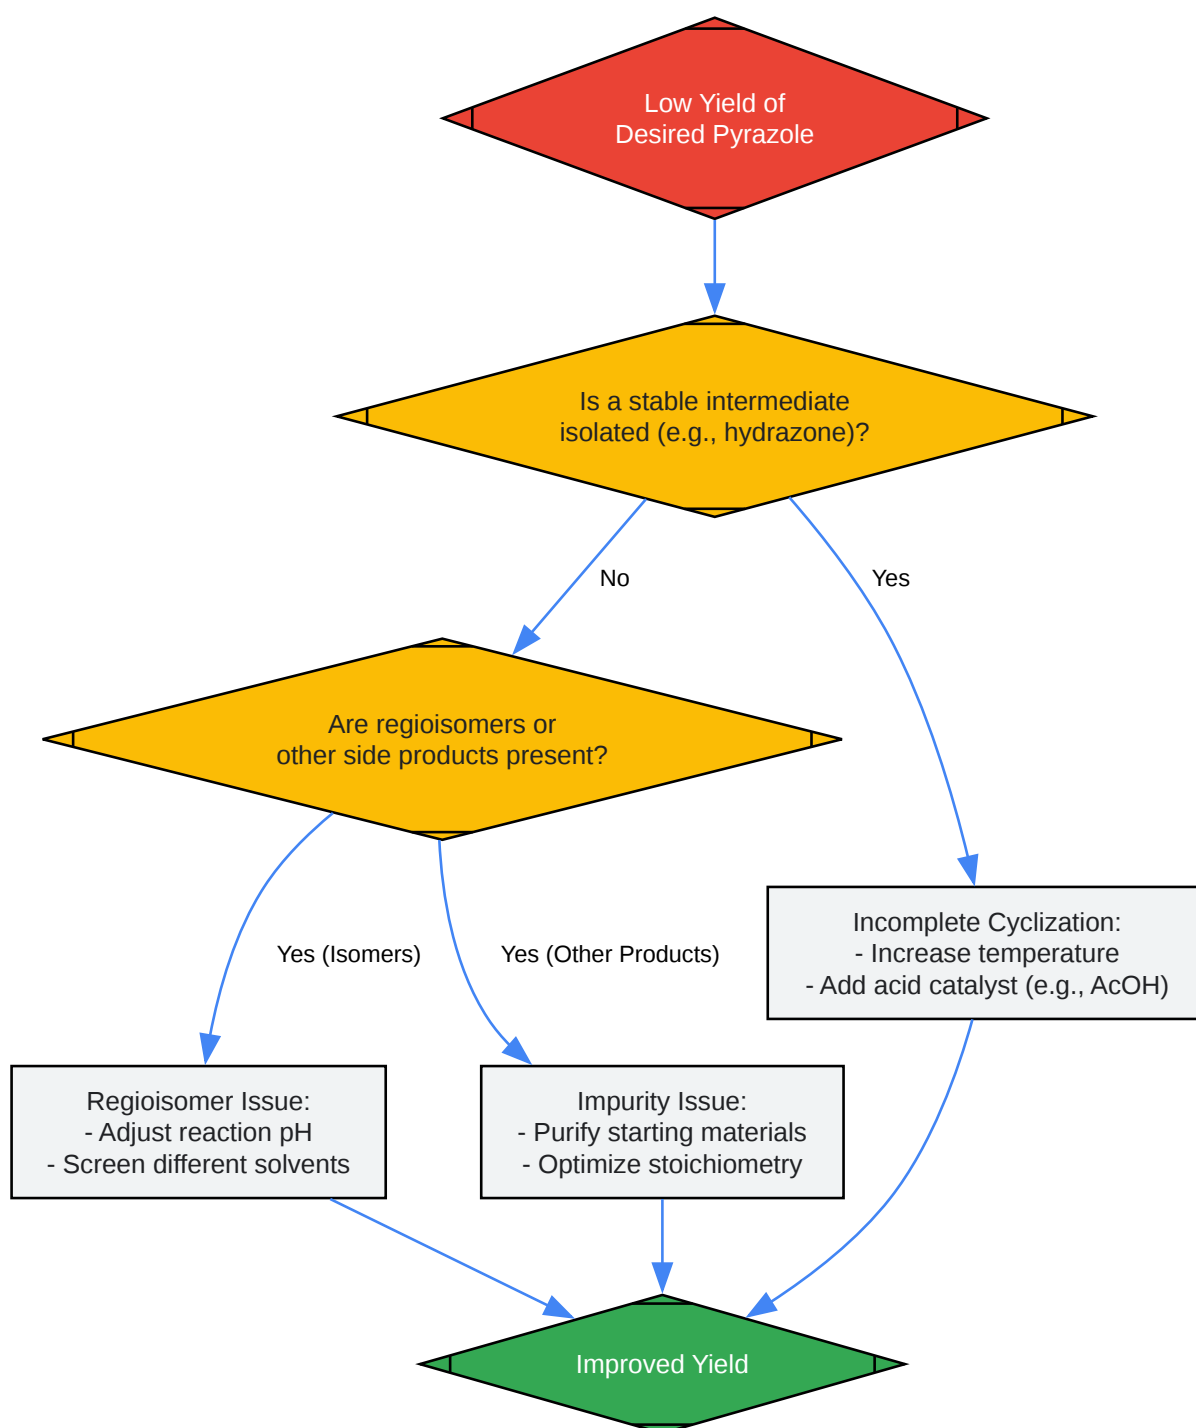 Low Yield of
Desired Pyrazole
Is a stable intermediate
isolated (e.g., hydrazone)?
No
Yes
Are regioisomers or
other side products present?
Yes (Isomers)
Yes (Other Products)
Incomplete Cyclization:
- Increase temperature
- Add acid catalyst (e.g., AcOH)
Regioisomer Issue:
- Adjust reaction pH
- Screen different solvents
Impurity Issue:
- Purify starting materials
- Optimize stoichiometry
Improved Yield